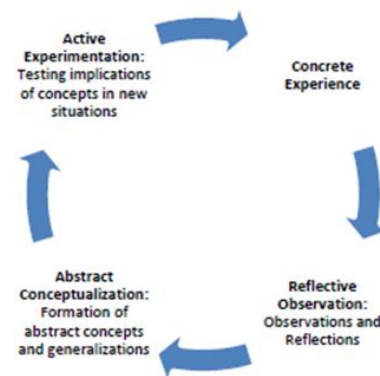 Active
Experimentation:
Testing implications
of concepts in new
situations
Concrete
Experience
Reflective
Observation:
Observations and
Reflections
Abstract
Conceptualization:
Formation of
abstract concepts
and generalizations